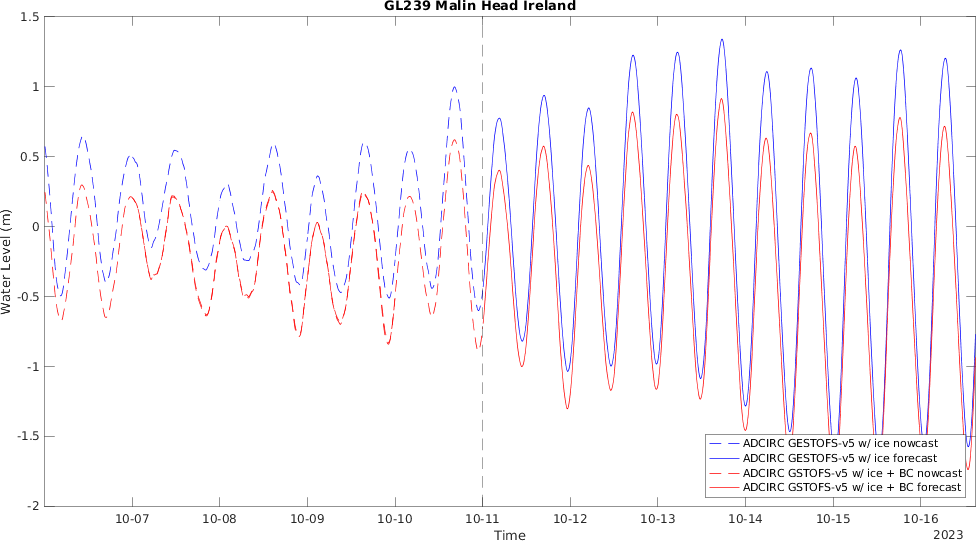 GL239 Malin Head Ireland
1.5
1
0.5
0
-0.5
-1
-1.5
-2
Water Level (m)
ADCIRC GESTOFS-v5 w/ ice nowcast
ADCIRC GESTOFS-v5 w/ ice forecast
ADCIRC GSTOFS-v5 w/ ice + BC nowcast
ADCIRC GSTOFS-v5 w/ ice + BC forecast
10-07 10-08 10-09 10-10 10-11 10-12 10-13 10-14 10-15 10-16
Time
2023